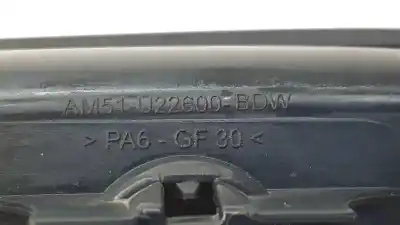 AM51-U22600-BDW
> PA6 - GF 30 <